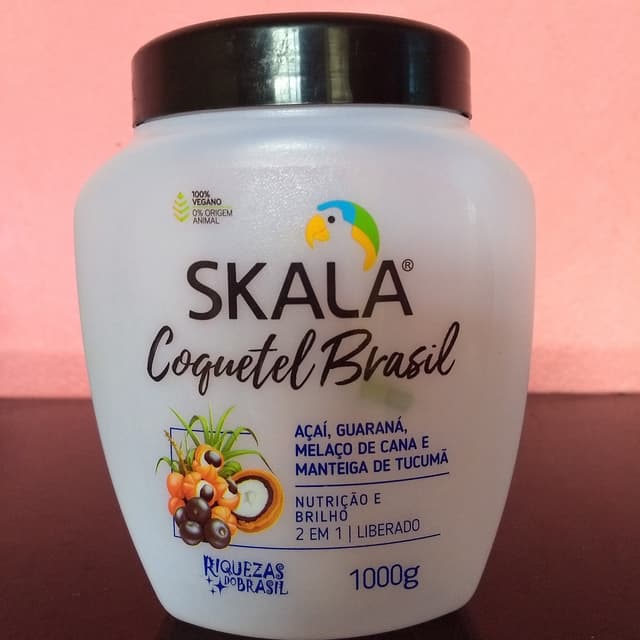 100%
VEGANO
0% ORIGEM
ANIMAL
SKALA®
Coquetel Brasil
AÇAÍ, GUARANÁ,
MELAÇO DE CANA E
MANTEIGA DE TUCUMÃ
NUTRIÇÃO E
BRILHO
2 EM 1 | LIBERADO
RIQUEZAS
DO BRASIL
1000g